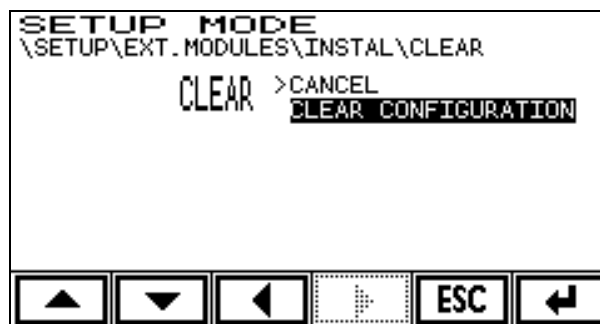 SETUP MODE
\SETUP\EXT.MODULES\INSTAL\CLEAR
CLEAR >CANCEL
CLEAR CONFIGURATION
ESC